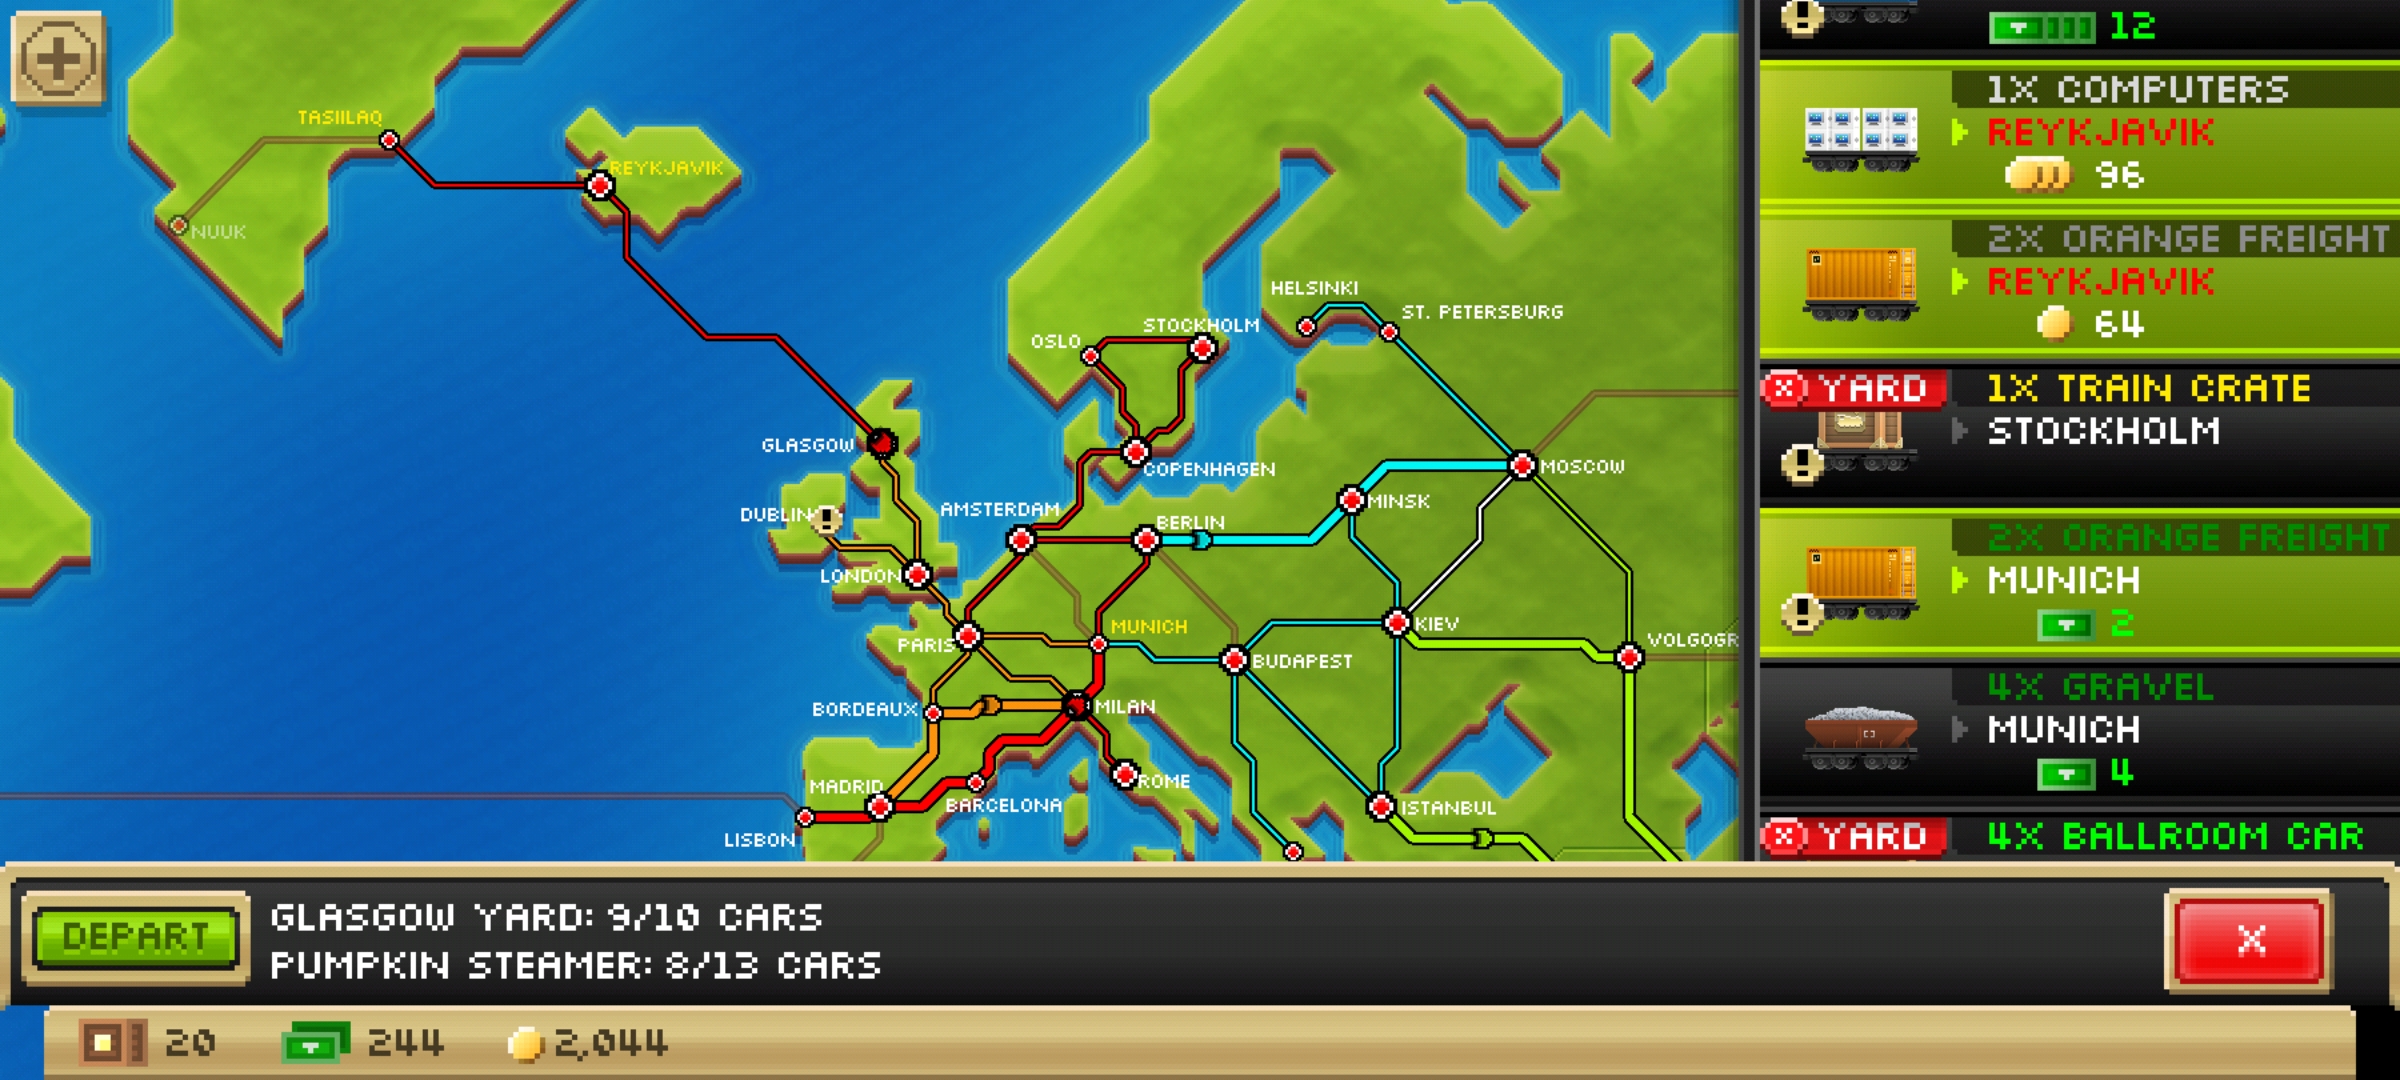 12
TASIILAQ
REYKJAVIK
NUUK
HELSINKI
ST. PETERSBURG
STOCKHOLM
OSLO
GLASGOW
COPENHAGEN
MOSCOW
MINSK
AMSTERDAM
BERLIN
DUBLIN
LONDON
PARIS
MUNICH
KIEV
BUDAPEST
VOLGOGR
BORDEAUX
MILAN
MADRID
ROME
BARCELONA
ISTANBUL
LISBON
1X COMPUTERS
REYKJAVIK
96
2X ORANGE FREIGHT
REYKJAVIK
64
YARD
1X TRAIN CRATE
STOCKHOLM
2X ORANGE FREIGHT
MUNICH
2
4X GRAVEL
MUNICH
4
YARD
4X BALLROOM CAR
DEPART
GLASGOW YARD: 9/10 CARS
PUMPKIN STEAMER: 8/13 CARS
X
20
244
2,044